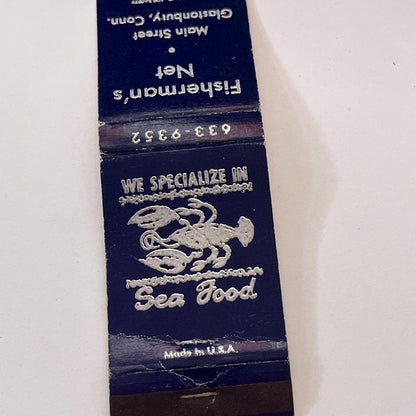 Fisherman's
Net
•
Main Street
Glastonbury, Conn.
633-9352
WE SPECIALIZE IN
Sea Food
Made in U.S.A.